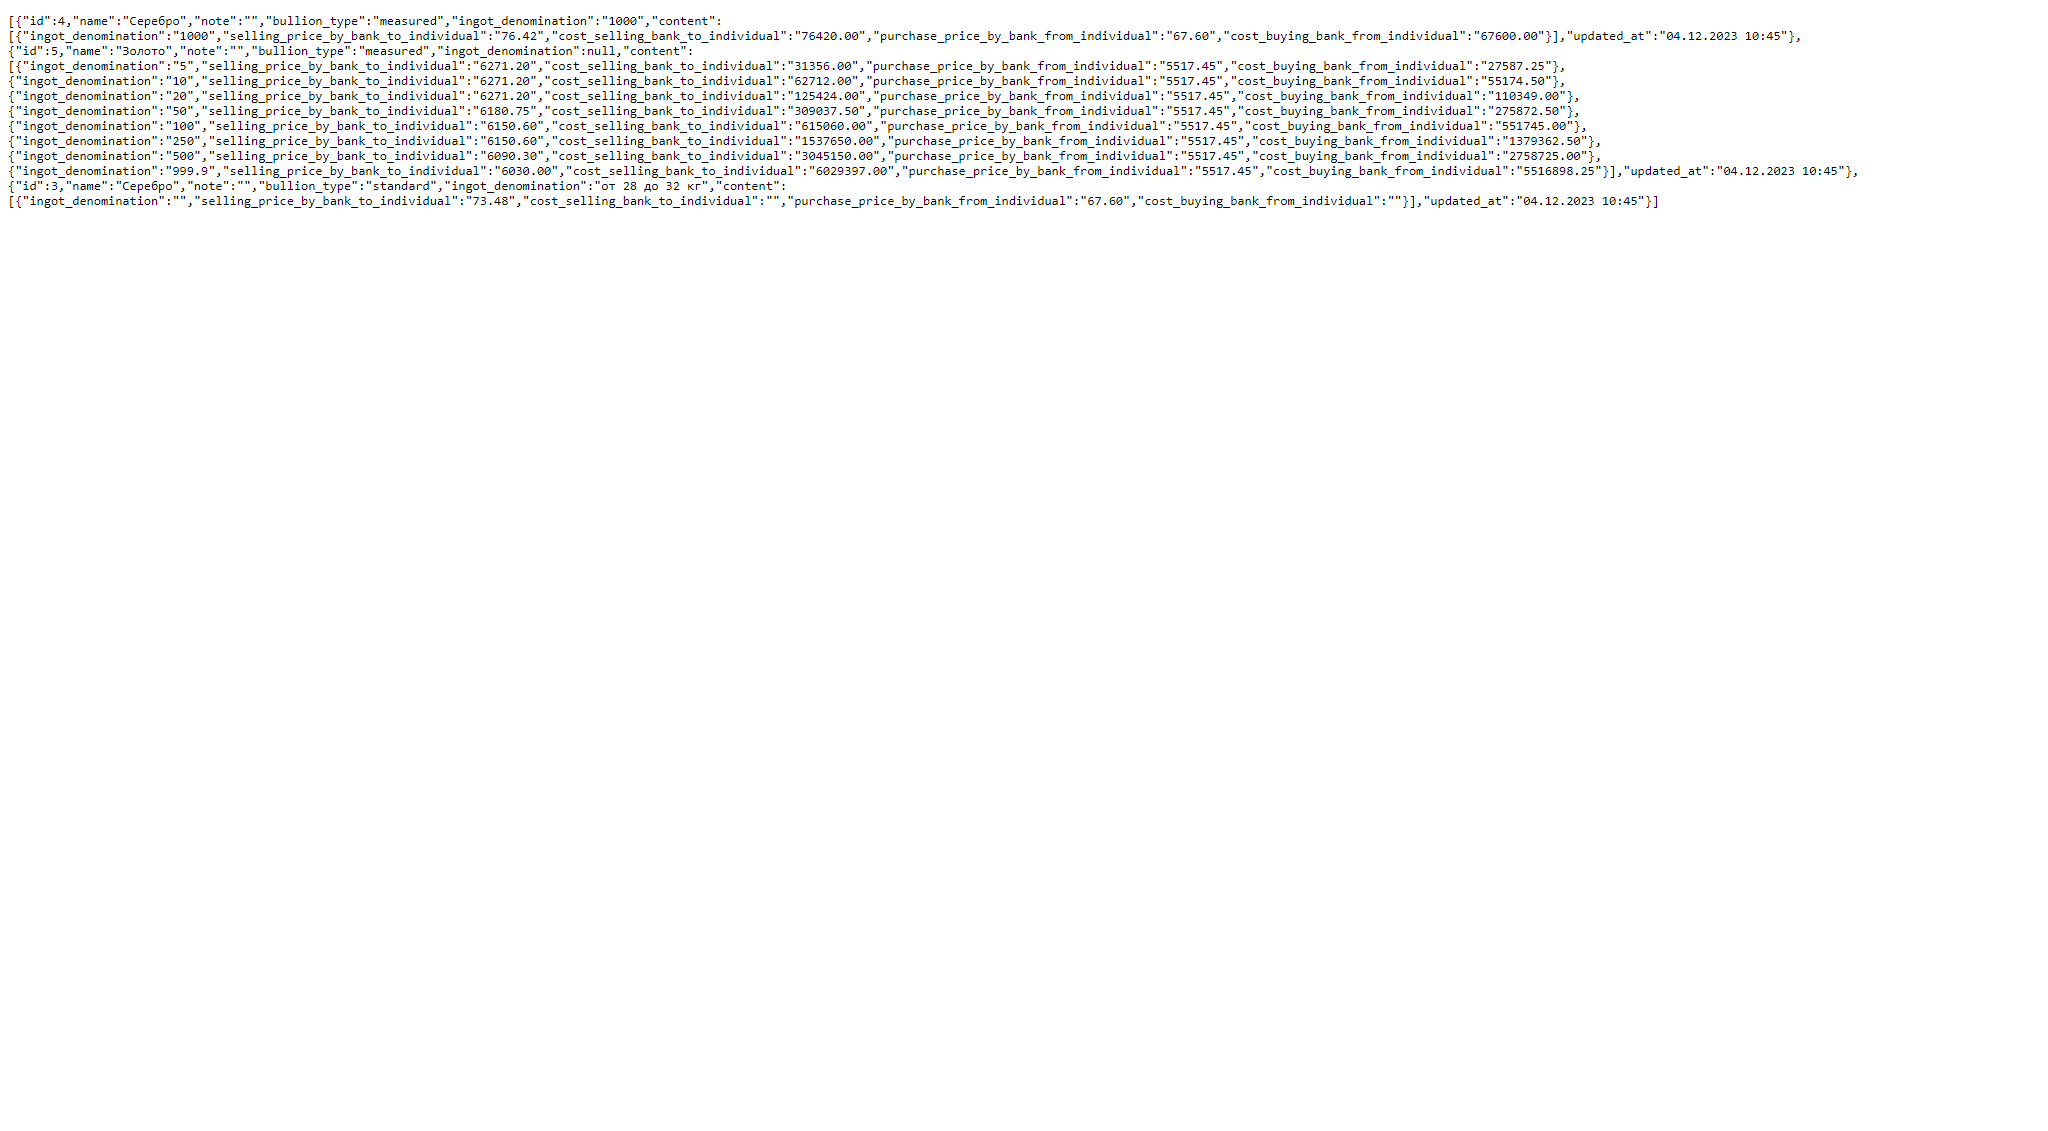 [{"id":4,"name":"Серебро","note":"","bullion_type":"measured","ingot_denomination":"1000","content":
[{"ingot_denomination":"1000","selling_price_by_bank_to_individual":"76.42","cost_selling_bank_to_individual":"76420.00","purchase_price_by_bank_from_individual":"67.60","cost_buying_bank_from_individual":"67600.00"}],"updated_at":"04.12.2023 10:45"},
{"id":5,"name":"Золото","note":"","bullion_type":"measured","ingot_denomination":null,"content":
[{"ingot_denomination":"5","selling_price_by_bank_to_individual":"6271.20","cost_selling_bank_to_individual":"31356.00","purchase_price_by_bank_from_individual":"5517.45","cost_buying_bank_from_individual":"27587.25"},
{"ingot_denomination":"10","selling_price_by_bank_to_individual":"6271.20","cost_selling_bank_to_individual":"62712.00","purchase_price_by_bank_from_individual":"5517.45","cost_buying_bank_from_individual":"55174.50"},
{"ingot_denomination":"20","selling_price_by_bank_to_individual":"6271.20","cost_selling_bank_to_individual":"125424.00","purchase_price_by_bank_from_individual":"5517.45","cost_buying_bank_from_individual":"110349.00"},
{"ingot_denomination":"50","selling_price_by_bank_to_individual":"6180.75","cost_selling_bank_to_individual":"309037.50","purchase_price_by_bank_from_individual":"5517.45","cost_buying_bank_from_individual":"275872.50"},
{"ingot_denomination":"100","selling_price_by_bank_to_individual":"6150.60","cost_selling_bank_to_individual":"615060.00","purchase_price_by_bank_from_individual":"5517.45","cost_buying_bank_from_individual":"551745.00"},
{"ingot_denomination":"250","selling_price_by_bank_to_individual":"6150.60","cost_selling_bank_to_individual":"1537650.00","purchase_price_by_bank_from_individual":"5517.45","cost_buying_bank_from_individual":"1379362.50"},
{"ingot_denomination":"500","selling_price_by_bank_to_individual":"6090.30","cost_selling_bank_to_individual":"3045150.00","purchase_price_by_bank_from_individual":"5517.45","cost_buying_bank_from_individual":"2758725.00"},
{"ingot_denomination":"999.9","selling_price_by_bank_to_individual":"6030.00","cost_selling_bank_to_individual":"6029397.00","purchase_price_by_bank_from_individual":"5517.45","cost_buying_bank_from_individual":"5516898.25"}],"updated_at":"04.12.2023 10:45"},
{"id":3,"name":"Серебро","note":"","bullion_type":"standard","ingot_denomination":"от 28 до 32 кг","content":
[{"ingot_denomination":"","selling_price_by_bank_to_individual":"73.48","cost_selling_bank_to_individual":"","purchase_price_by_bank_from_individual":"67.60","cost_buying_bank_from_individual":""}],"updated_at":"04.12.2023 10:45"}]